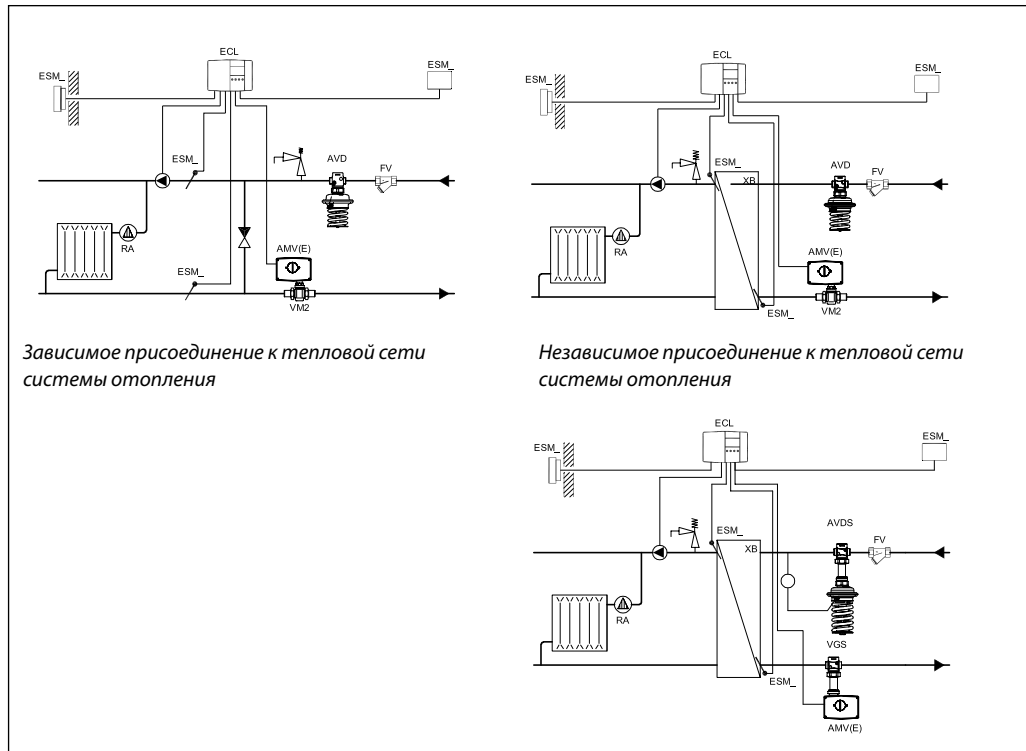 ECL
ESM_
ESM_
ESM_
AVD
FV
RA
AMV(E)
ESM_
VM2
Зависимое присоединение к тепловой сети
системы отопления
ECL
ESM_
ESM_
ESM_
XB
AVD
FV
RA
AMV(E)
ESM_
VM2
Независимое присоединение к тепловой сети
системы отопления
ECL
ESM_
ESM_
AVDS
ESM_
XB
FV
RA
VGS
ESM_
AMV(E)